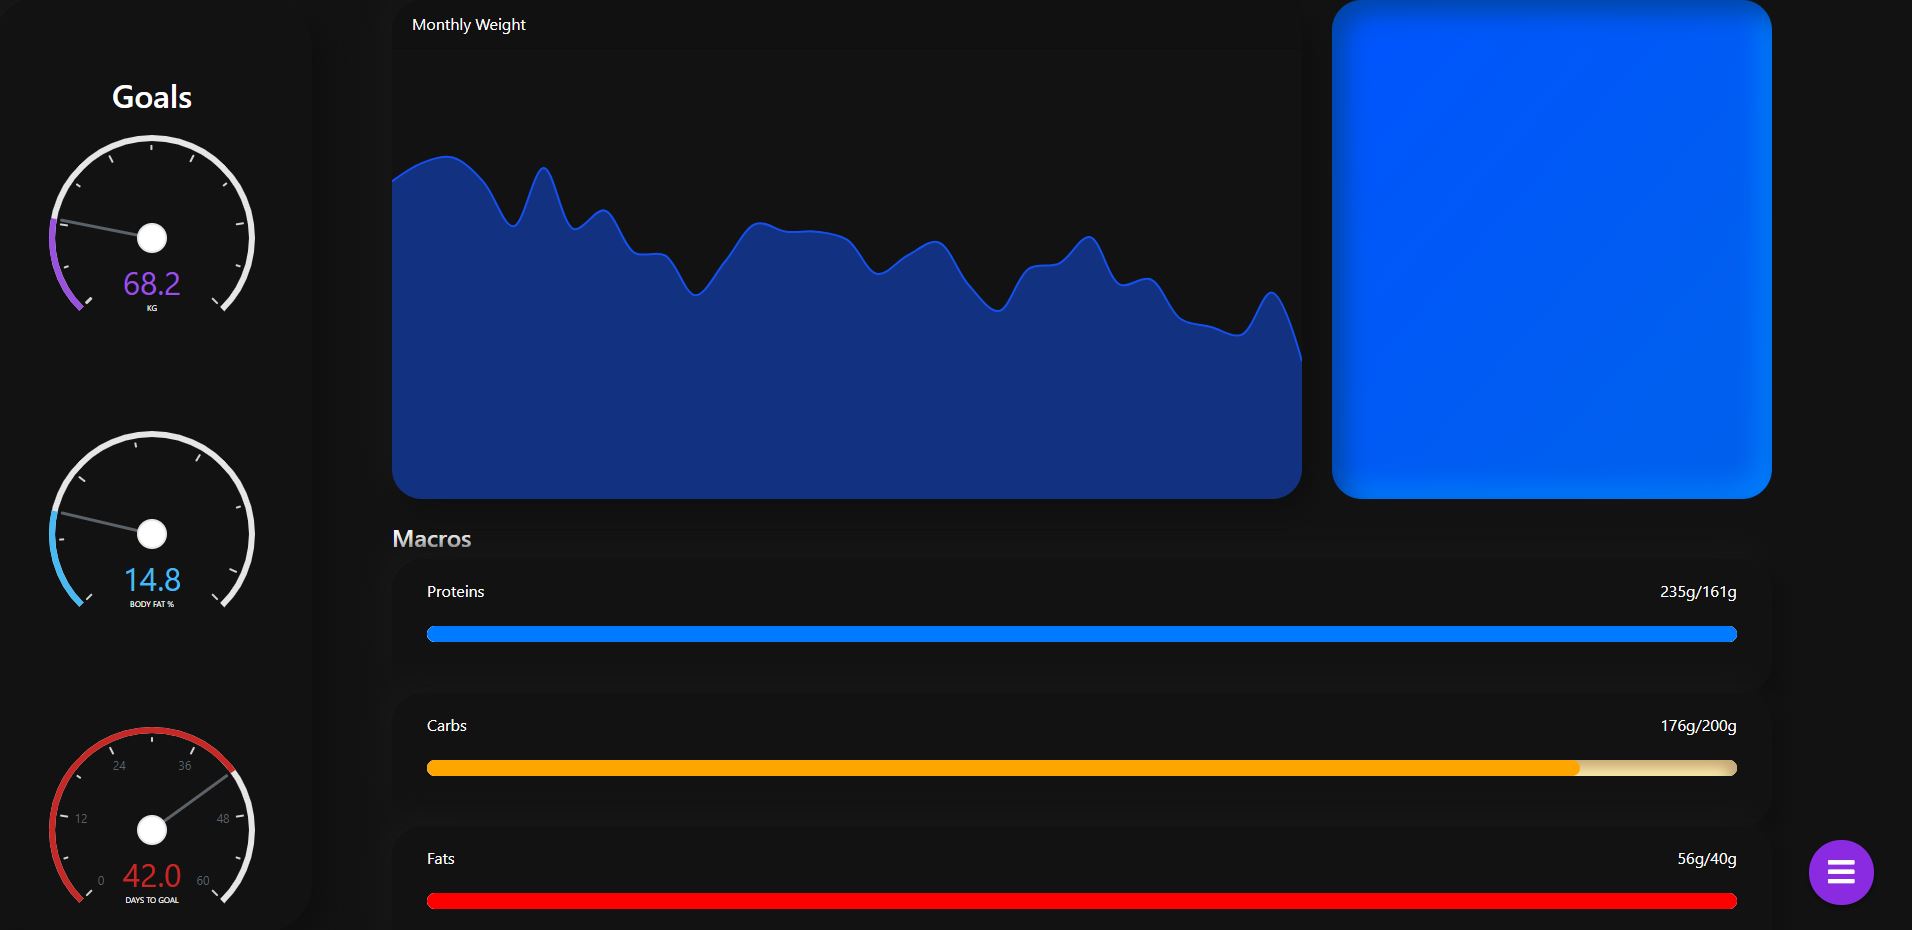 Goals
68.2
KG
14.8
BODY FAT %
24
36
12
48
0
42.0
60
DAYS TO GOAL
Monthly Weight
Macros
Proteins
235g/161g
Carbs
176g/200g
Fats
56g/40g